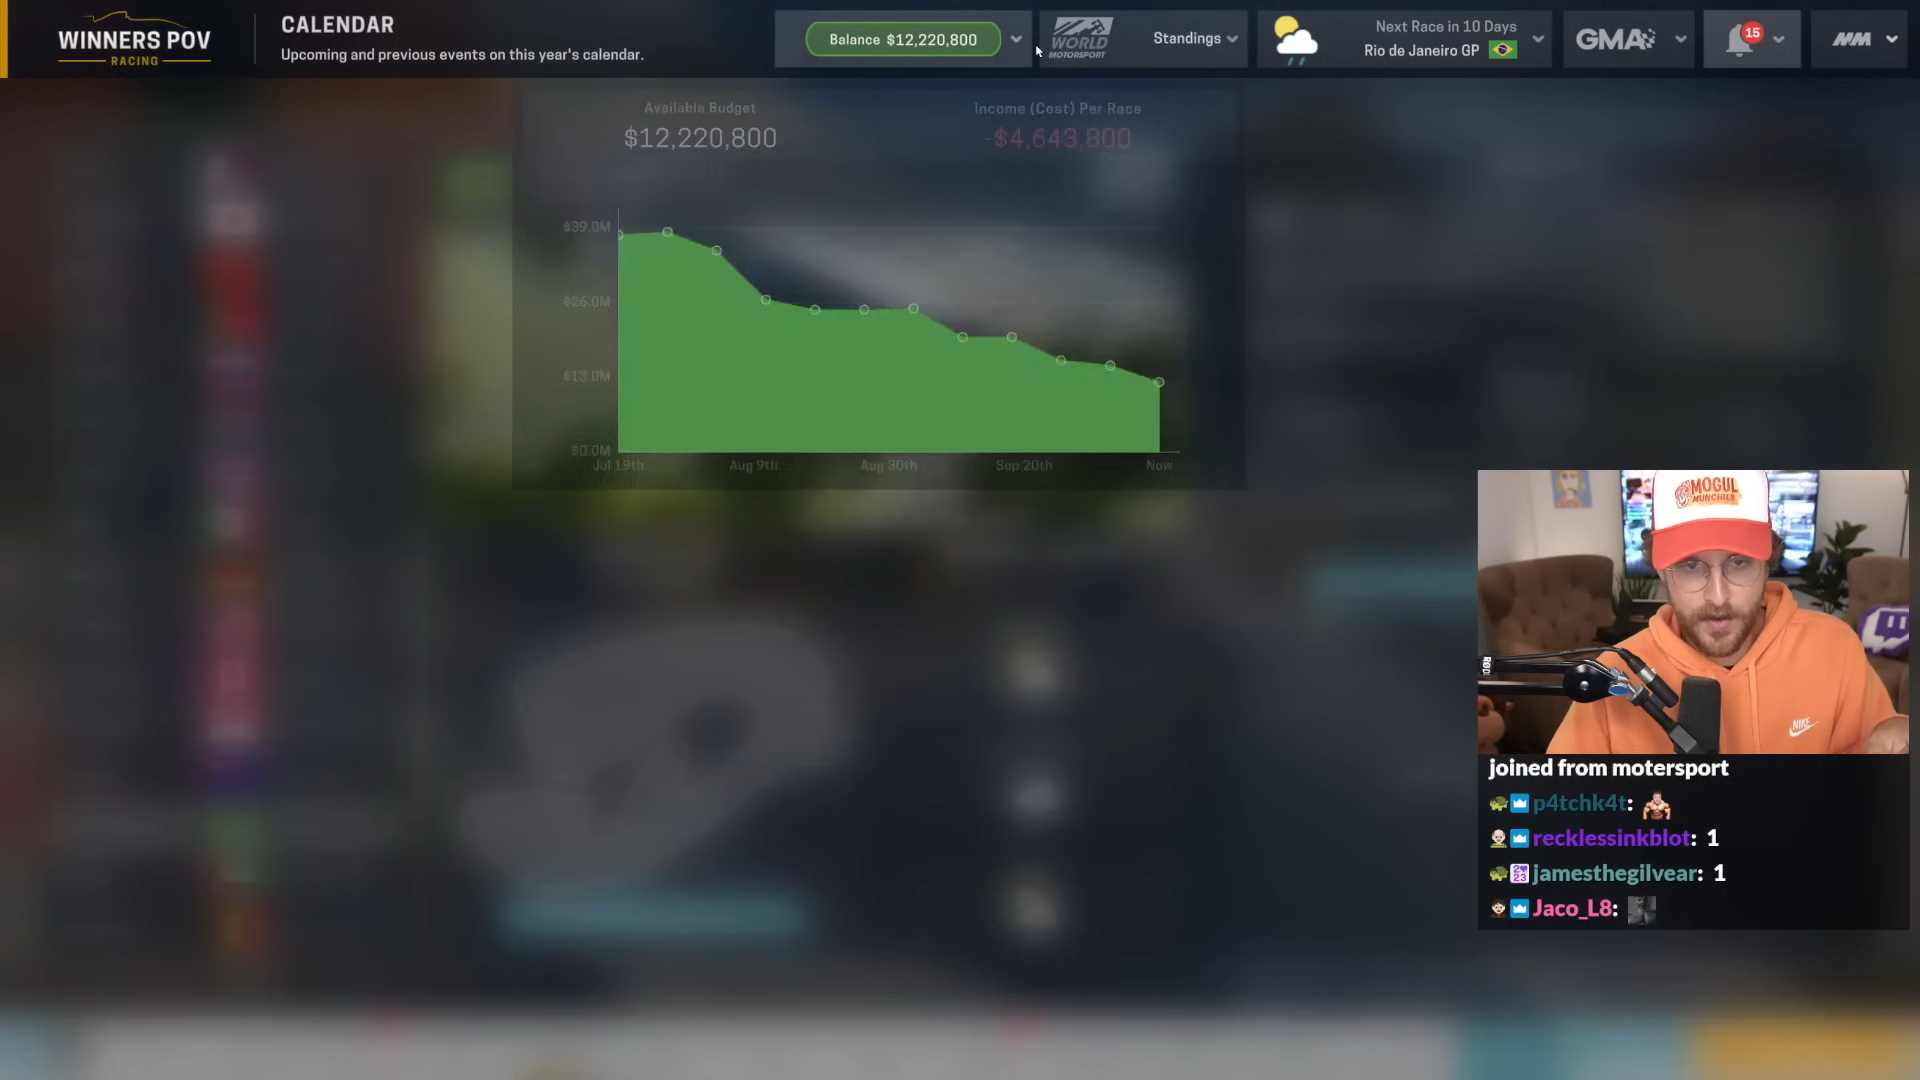 WINNERS POV
RACING
CALENDAR
Upcoming and previous events on this year's calendar.
Balance $12,220,800
WORLD
MOTORSPORT
Standings
Next Race in 10 Days
Rio de Janeiro GP
GMA
15
Available Budget
$12,220,800
Income (Cost) Per Race
-$4,643,800
$39.0M
$26.0M
$13.0M
$0.0M
Jul 19th
Aug 9th
Aug 30th
Sep 20th
Now
MOGUL
MUNCHIES
RØDE
NIKE
joined from motersport
p4tchk4t:
recklessinkblot: 1
jamesthegilvear: 1
Jaco_L8: